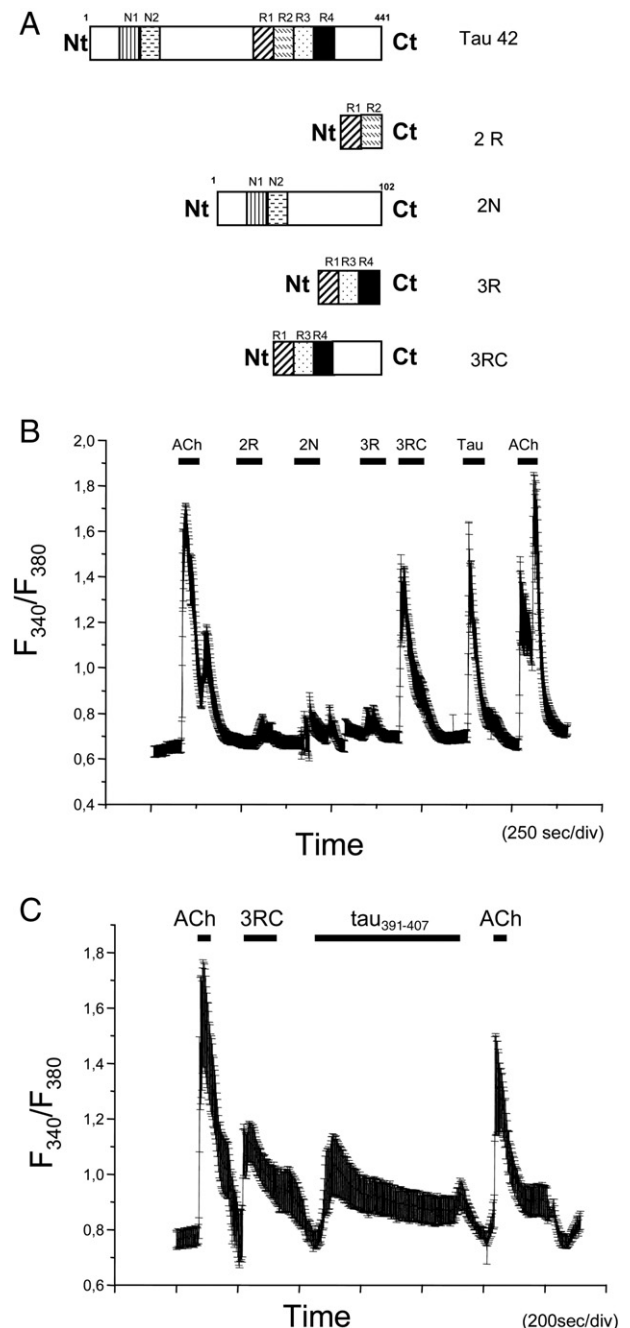 A
1 N1 N2 R1 R2 R3 R4 441
Nt Ct Tau 42
R1 R2
Nt Ct 2 R
1 N1 N2 102
Nt Ct 2N
R1 R3 R4
Nt Ct 3R
R1 R3 R4
Nt Ct 3RC
B
ACh 2R 2N 3R 3RC Tau ACh
2,0
1,8
1,6
1,4
1,2
1,0
0,8
0,6
0,4
F340/F380
Time (250 sec/div)
C
ACh 3RC tau391-407 ACh
1,8
1,6
1,4
1,2
1,0
0,8
0,6
F340/F380
Time (200sec/div)